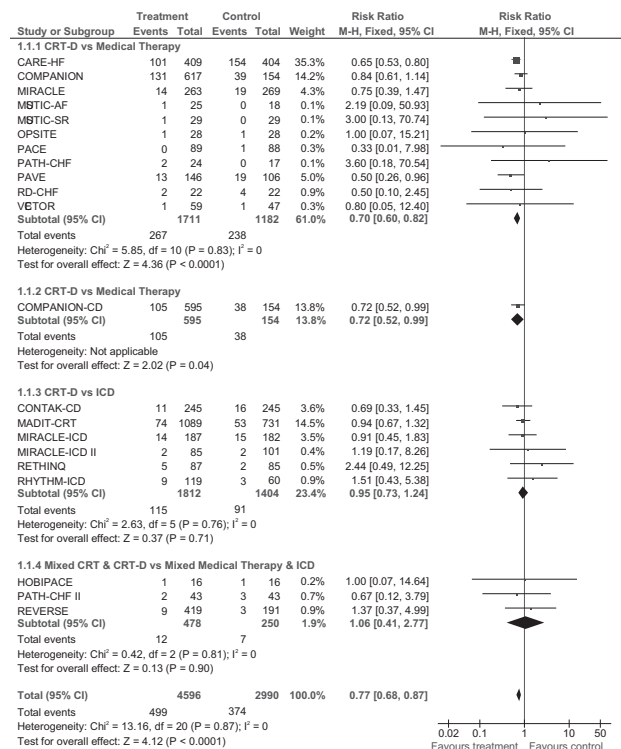 Treatment Control Risk Ratio Risk Ratio
Study or Subgroup Events Total Events Total Weight M-H, Fixed, 95% CI M-H, Fixed, 95% CI
1.1.1 CRT-D vs Medical Therapy
CARE-HF 101 409 154 404 35.3% 0.65 [0.53, 0.80]
COMPANION 131 617 39 154 14.2% 0.84 [0.61, 1.14]
MIRACLE 14 263 19 269 4.1% 0.75 [0.39, 1.47]
MUSTIC-AF 1 25 0 18 0.1% 2.19 [0.09, 50.93]
MUSTIC-SR 1 29 0 29 0.1% 3.00 [0.13, 70.74]
OPSITE 1 28 1 28 0.2% 1.00 [0.07, 15.21]
PACE 0 89 1 88 0.3% 0.33 [0.01, 7.98]
PATH-CHF 2 24 0 17 0.1% 3.60 [0.18, 70.54]
PAVE 13 146 19 106 5.0% 0.50 [0.26, 0.96]
RD-CHF 2 22 4 22 0.9% 0.50 [0.10, 2.45]
VECTOR 1 59 1 47 0.3% 0.80 [0.05, 12.40]
Subtotal (95% CI) 1711 1182 61.0% 0.70 [0.60, 0.82]
Total events 267 238
Heterogeneity: Chi² = 5.85, df = 10 (P = 0.83); I² = 0
Test for overall effect: Z = 4.36 (P < 0.0001)
1.1.2 CRT-D vs Medical Therapy
COMPANION-CD 105 595 38 154 13.8% 0.72 [0.52, 0.99]
Subtotal (95% CI) 595 154 13.8% 0.72 [0.52, 0.99]
Total events 105 38
Heterogeneity: Not applicable
Test for overall effect: Z = 2.02 (P = 0.04)
1.1.3 CRT-D vs ICD
CONTAK-CD 11 245 16 245 3.6% 0.69 [0.33, 1.45]
MADIT-CRT 74 1089 53 731 14.5% 0.94 [0.67, 1.32]
MIRACLE-ICD 14 187 15 182 3.5% 0.91 [0.45, 1.83]
MIRACLE-ICD II 2 85 2 101 0.4% 1.19 [0.17, 8.26]
RETHINQ 5 87 2 85 0.5% 2.44 [0.49, 12.25]
RHYTHM-ICD 9 119 3 60 0.9% 1.51 [0.43, 5.38]
Subtotal (95% CI) 1812 1404 23.4% 0.95 [0.73, 1.24]
Total events 115 91
Heterogeneity: Chi² = 2.63, df = 5 (P = 0.76); I² = 0
Test for overall effect: Z = 0.37 (P = 0.71)
1.1.4 Mixed CRT & CRT-D vs Mixed Medical Therapy & ICD
HOBIPACE 1 16 1 16 0.2% 1.00 [0.07, 14.64]
PATH-CHF II 2 43 3 43 0.7% 0.67 [0.12, 3.79]
REVERSE 9 419 3 191 0.9% 1.37 [0.37, 4.99]
Subtotal (95% CI) 478 250 1.9% 1.06 [0.41, 2.77]
Total events 12 7
Heterogeneity: Chi² = 0.42, df = 2 (P = 0.81); I² = 0
Test for overall effect: Z = 0.13 (P = 0.90)
Total (95% CI) 4596 2990 100.0% 0.77 [0.68, 0.87]
Total events 499 374
Heterogeneity: Chi² = 13.16, df = 20 (P = 0.87); I² = 0
Test for overall effect: Z = 4.12 (P < 0.0001)
0.02 0.1 1 10 50
Favours treatment Favours control